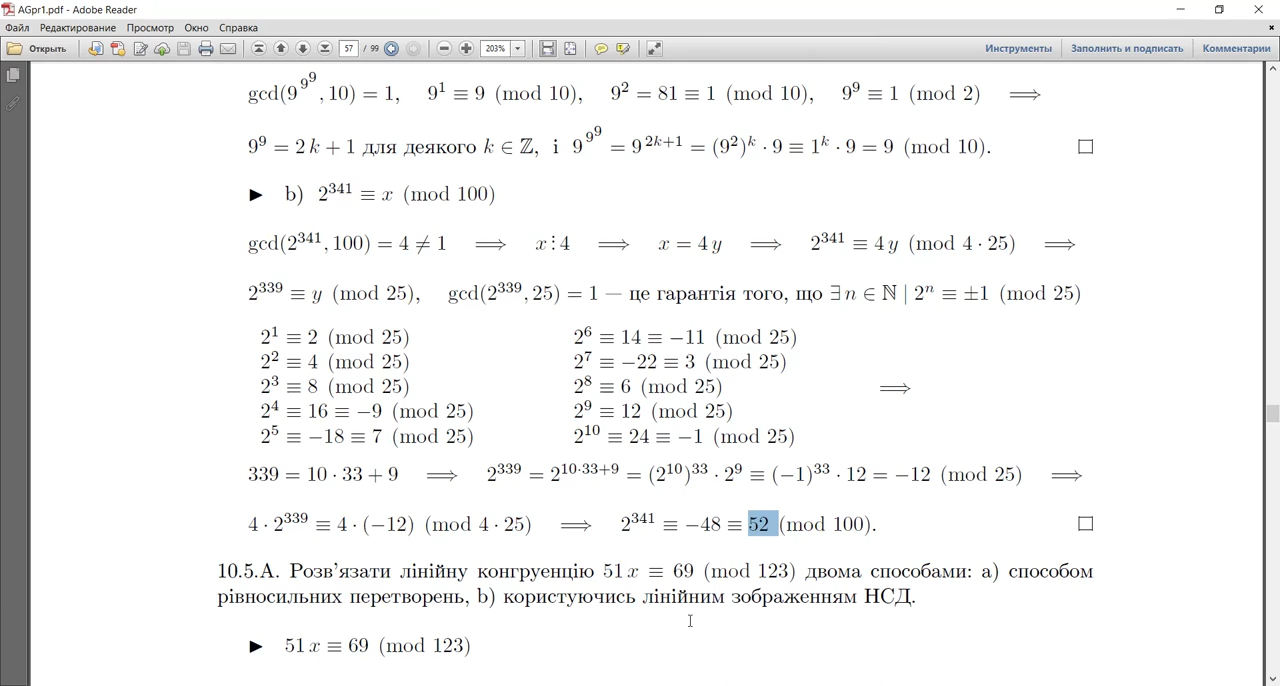 AGpr1.pdf - Adobe Reader
Файл Редактирование Просмотр Окно Справка
Открыть 57 / 99 203% Инструменты Заполнить и подписать Комментарии
gcd(9^{9^9}, 10) = 1, 9^1 ≡ 9 (mod 10), 9^2 = 81 ≡ 1 (mod 10), 9^9 ≡ 1 (mod 2) ⟹
9^9 = 2k + 1 для деякого k ∈ ℤ, і 9^{9^9} = 9^{2k+1} = (9^2)^k · 9 ≡ 1^k · 9 = 9 (mod 10). □
► b) 2^{341} ≡ x (mod 100)
gcd(2^{341}, 100) = 4 ≠ 1 ⟹ x ⋮ 4 ⟹ x = 4y ⟹ 2^{341} ≡ 4y (mod 4 · 25) ⟹
2^{339} ≡ y (mod 25), gcd(2^{339}, 25) = 1 — це гарантія того, що ∃ n ∈ ℕ | 2^n ≡ ±1 (mod 25)
2^1 ≡ 2 (mod 25) 2^6 ≡ 14 ≡ −11 (mod 25)
2^2 ≡ 4 (mod 25) 2^7 ≡ −22 ≡ 3 (mod 25)
2^3 ≡ 8 (mod 25) 2^8 ≡ 6 (mod 25) ⟹
2^4 ≡ 16 ≡ −9 (mod 25) 2^9 ≡ 12 (mod 25)
2^5 ≡ −18 ≡ 7 (mod 25) 2^{10} ≡ 24 ≡ −1 (mod 25)
339 = 10 · 33 + 9 ⟹ 2^{339} = 2^{10·33+9} = (2^{10})^{33} · 2^9 ≡ (−1)^{33} · 12 = −12 (mod 25) ⟹
4 · 2^{339} ≡ 4 · (−12) (mod 4 · 25) ⟹ 2^{341} ≡ −48 ≡ 52 (mod 100). □
10.5.A. Розв'язати лінійну конгруенцію 51x ≡ 69 (mod 123) двома способами: a) способом
рівносильних перетворень, b) користуючись лінійним зображенням НСД.
► 51x ≡ 69 (mod 123)